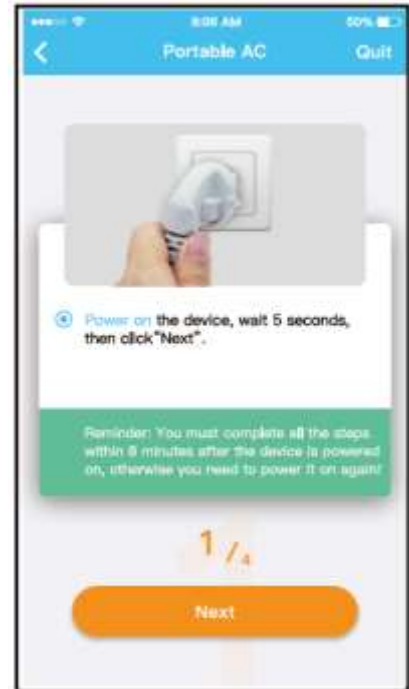 8:08 AM
50%
Portable AC
Quit
Power on the device, wait 5 seconds,
then click"Next".
Reminder: You must complete all the steps
within 8 minutes after the device is powered
on, otherwise you need to power it on again!
1/4
Next